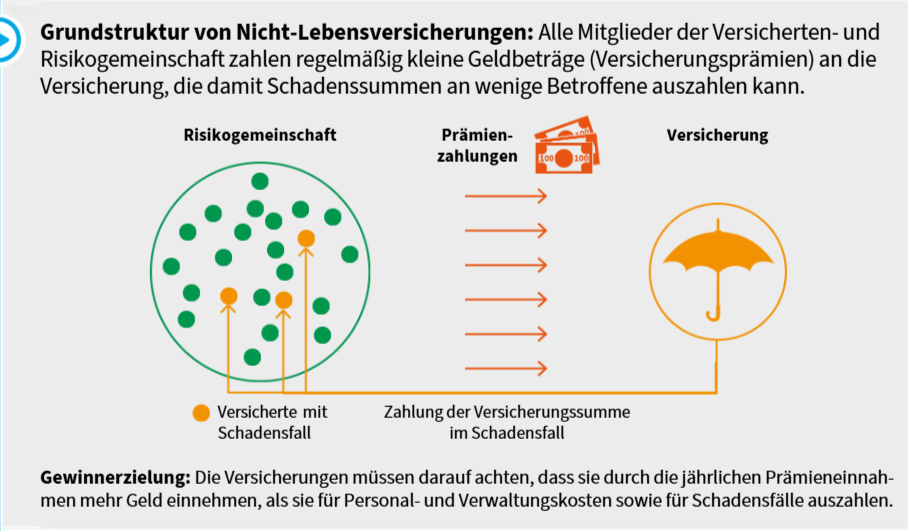 Grundstruktur von Nicht-Lebensversicherungen: Alle Mitglieder der Versicherten- und
Risikogemeinschaft zahlen regelmäßig kleine Geldbeträge (Versicherungsprämien) an die
Versicherung, die damit Schadenssummen an wenige Betroffene auszahlen kann.
Risikogemeinschaft
Prämien-
zahlungen
100 100
Versicherung
Versicherte mit
Schadensfall
Zahlung der Versicherungssumme
im Schadensfall
Gewinnerzielung: Die Versicherungen müssen darauf achten, dass sie durch die jährlichen Prämieneinnah-
men mehr Geld einnehmen, als sie für Personal- und Verwaltungskosten sowie für Schadensfälle auszahlen.